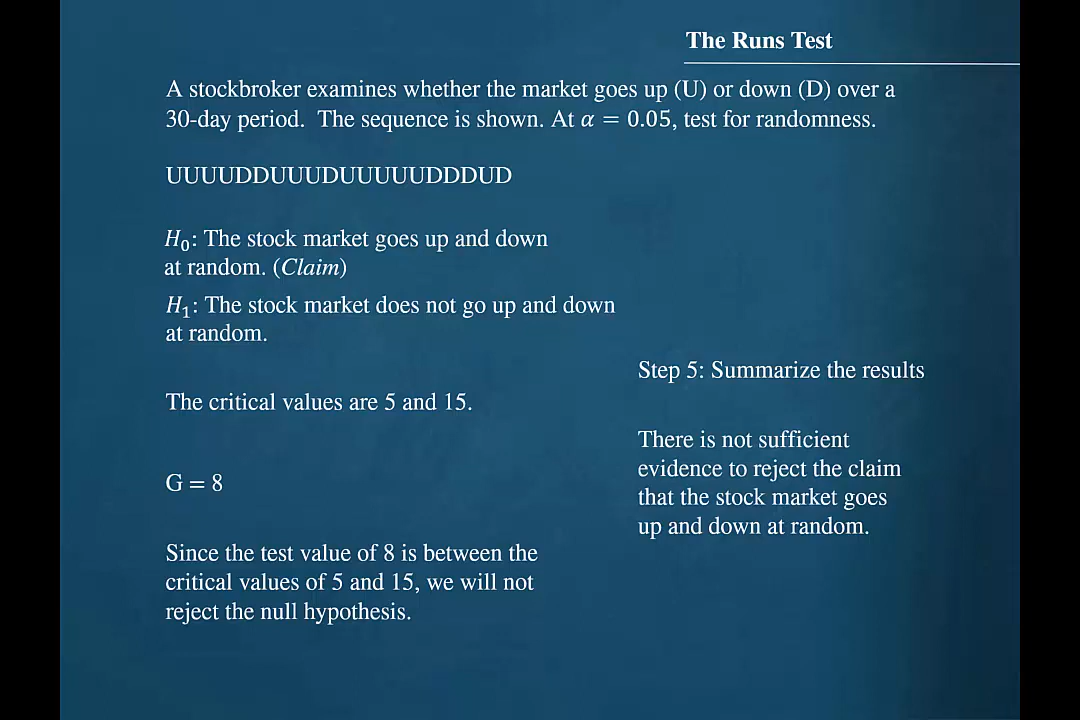 The Runs Test
A stockbroker examines whether the market goes up (U) or down (D) over a
30-day period. The sequence is shown. At α = 0.05, test for randomness.
UUUUDDUUUDUUUUUDDDUD
H₀: The stock market goes up and down
at random. (Claim)
H₁: The stock market does not go up and down
at random.
The critical values are 5 and 15.
G = 8
Since the test value of 8 is between the
critical values of 5 and 15, we will not
reject the null hypothesis.
Step 5: Summarize the results
There is not sufficient
evidence to reject the claim
that the stock market goes
up and down at random.